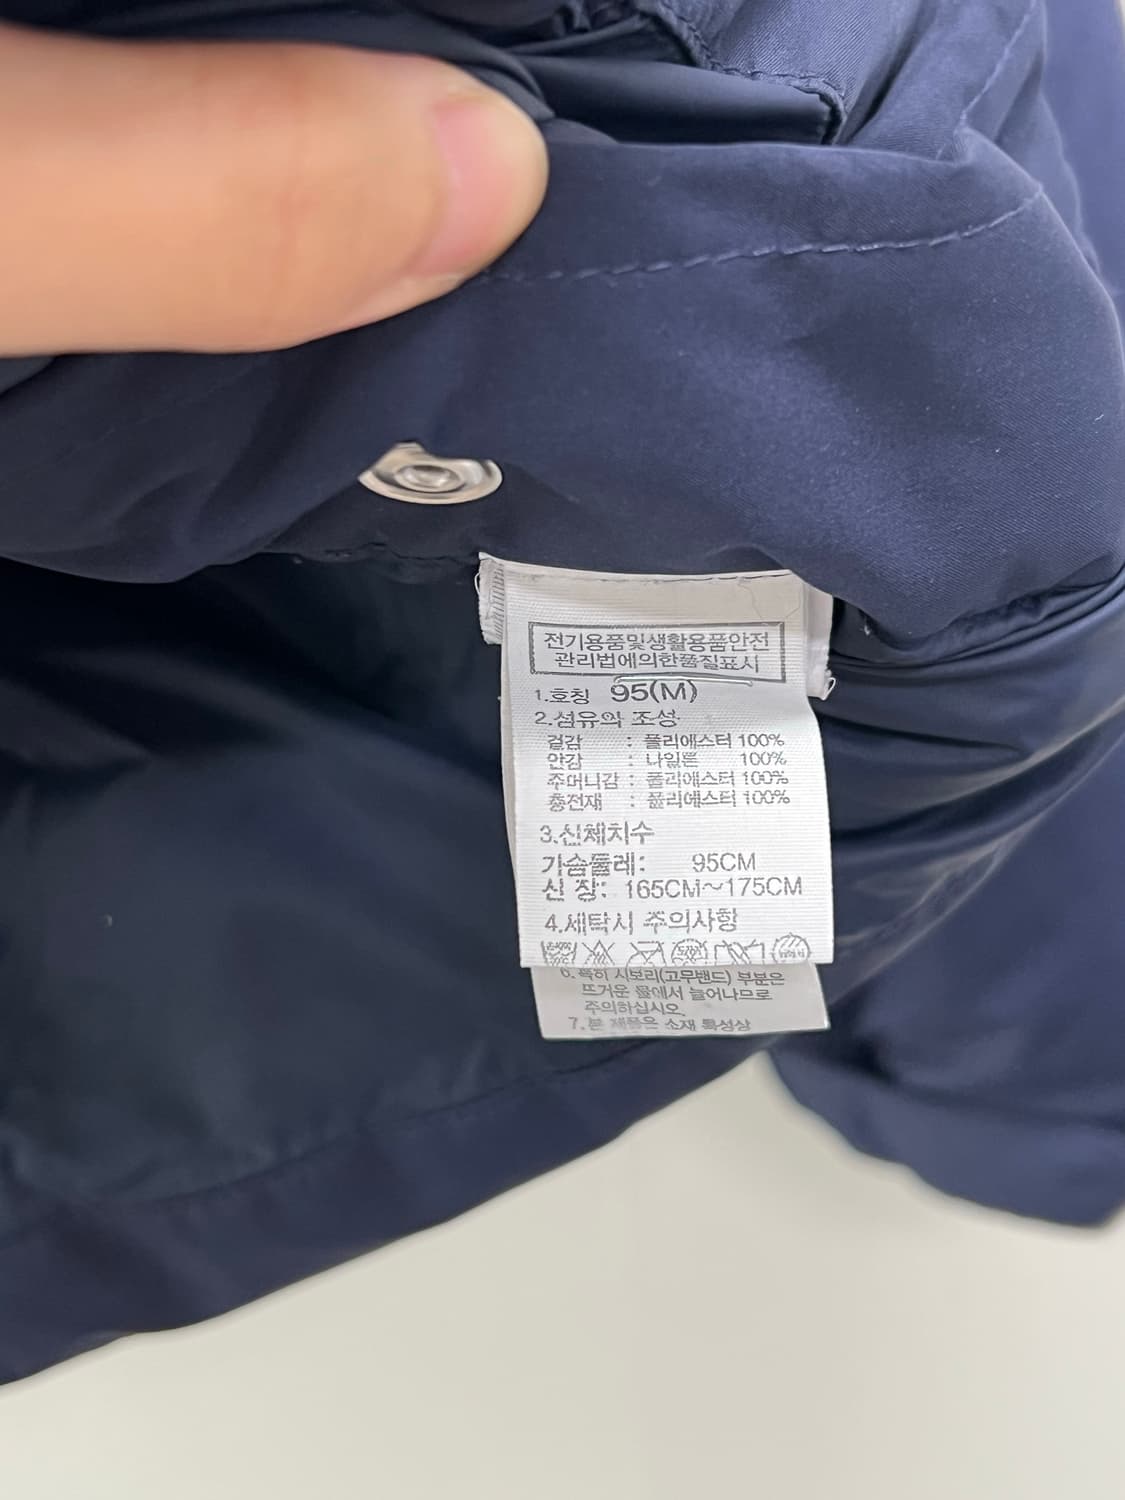 전기용품및생활용품안전
관리법에의한품질표시
1.호칭 95(M)
2.섬유의 조성
겉감 : 폴리에스터 100%
안감 : 나일론 100%
주머니감 : 폴리에스터 100%
충전재 : 폴리에스터 100%
3.신체치수
가슴둘레: 95CM
신 장: 165CM~175CM
4.세탁시 주의사항
6.특히 시보리(고무밴드) 부분은
뜨거운 물에서 늘어나므로
주의하십시오.
7.본 제품은 소재 특성상